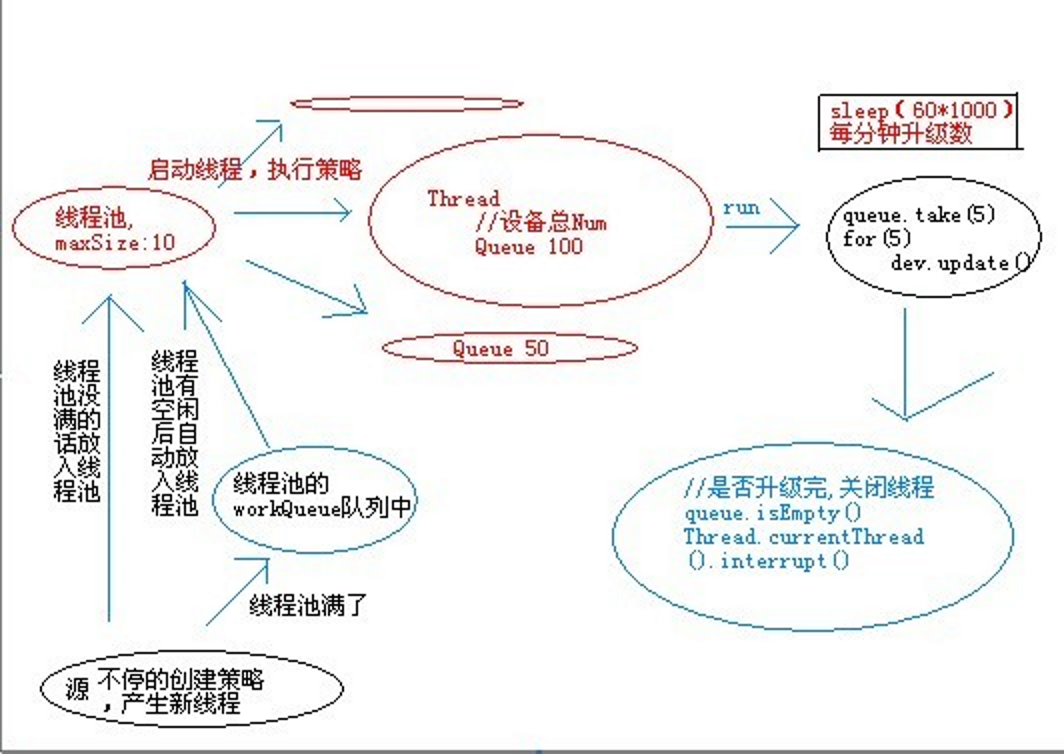 sleep(60*1000)
每分钟升级数
启动线程，执行策略
线程池,
maxSize:10
Thread
//设备总Num
Queue 100
run
queue.take(5)
for(5)
dev.update()
Queue 50
线程
池没
满的
话放
入线
程池
线程
池有
空闲
后自
动放
入线
程池
线程池的
workQueue队列中
//是否升级完,关闭线程
queue.isEmpty()
Thread.currentThread
().interrupt()
线程池满了
源 不停的创建策略
，产生新线程